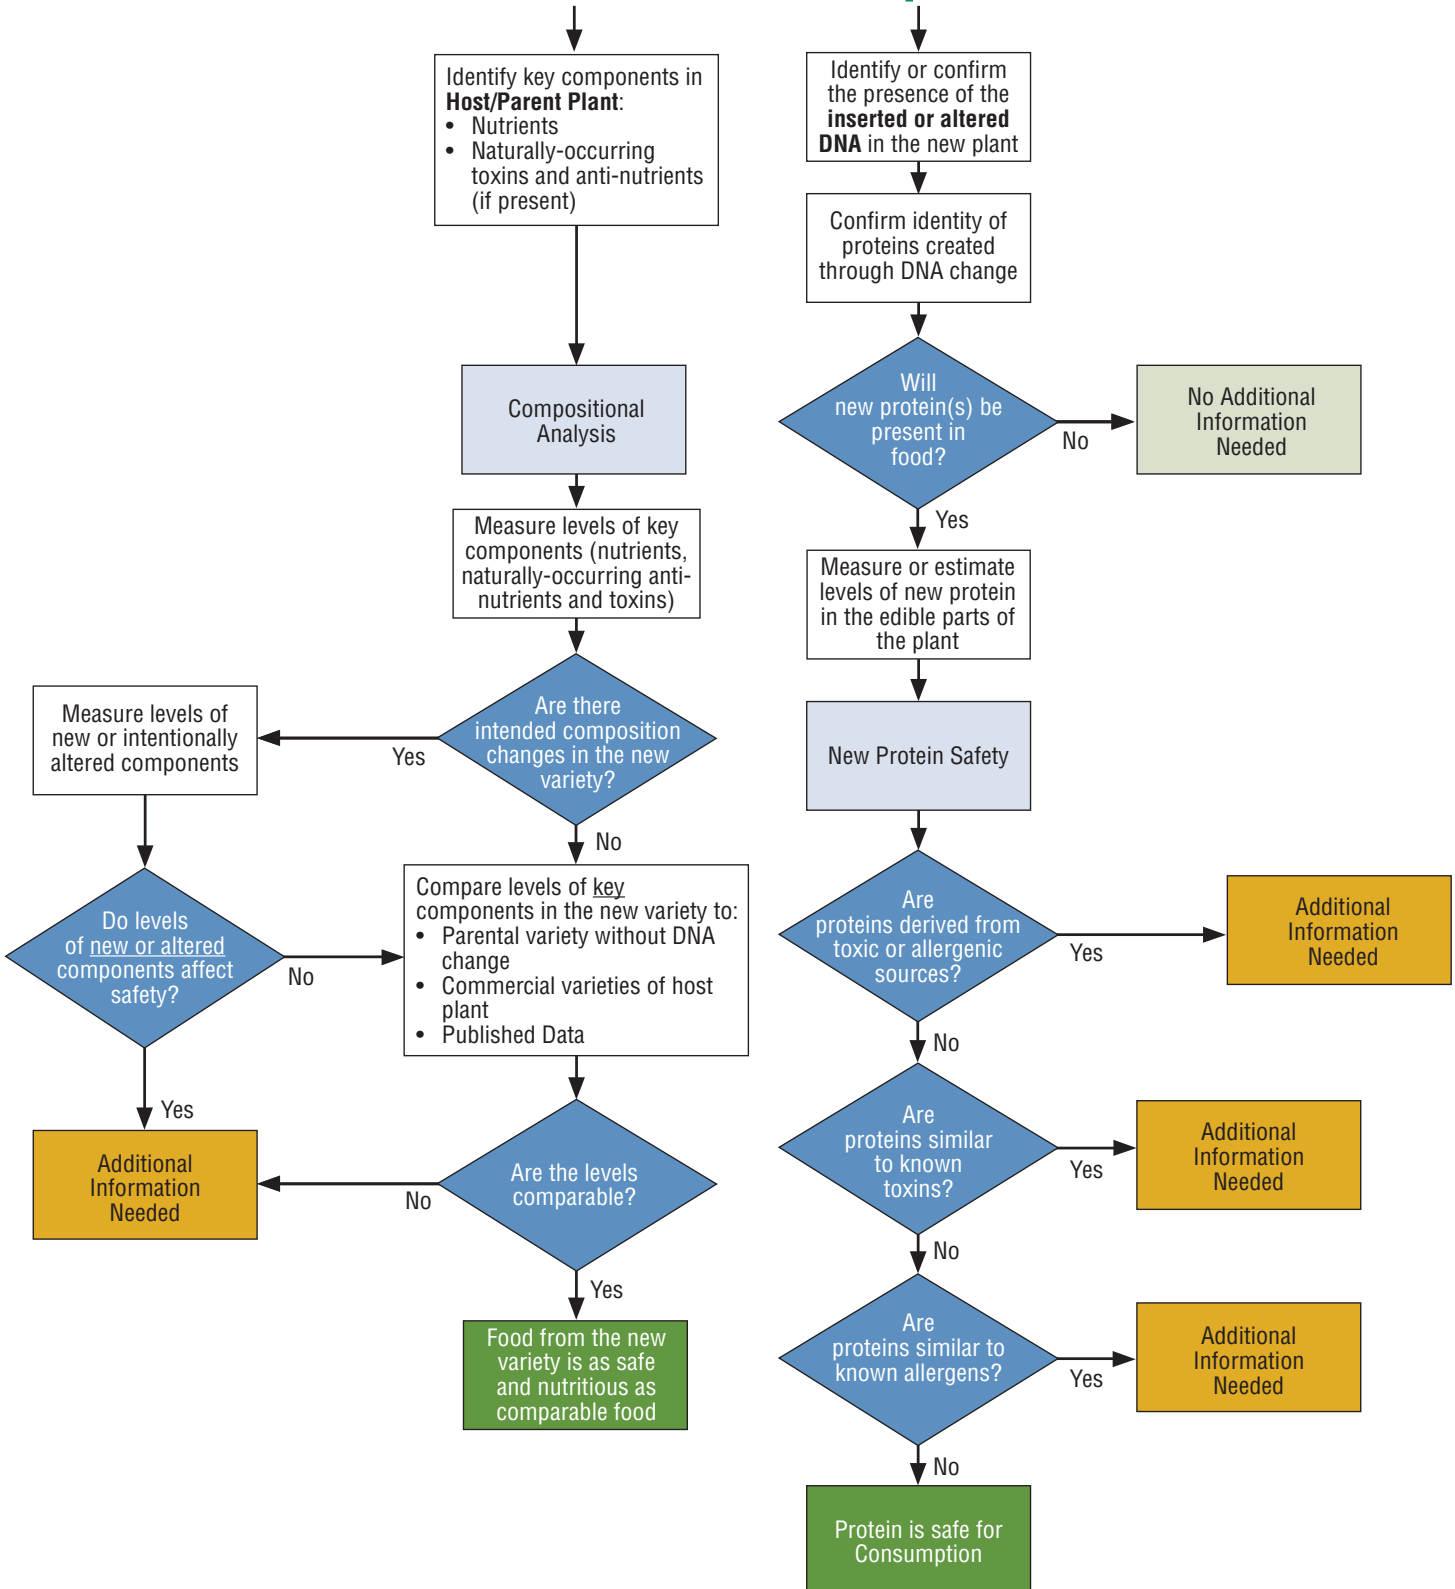 Identify key components in
Host/Parent Plant:
• Nutrients
• Naturally-occurring
toxins and anti-nutrients
(if present)
Compositional
Analysis
Measure levels of key
components (nutrients,
naturally-occurring anti-
nutrients and toxins)
Are there
intended composition
changes in the new
variety?
Yes
No
Measure levels of
new or intentionally
altered components
Do levels
of new or altered
components affect
safety?
No
Yes
Compare levels of key
components in the new variety to:
• Parental variety without DNA
change
• Commercial varieties of host
plant
• Published Data
Are the levels
comparable?
No
Yes
Additional
Information
Needed
Food from the new
variety is as safe
and nutritious as
comparable food
Identify or confirm
the presence of the
inserted or altered
DNA in the new plant
Confirm identity of
proteins created
through DNA change
Will
new protein(s) be
present in
food?
No
No Additional
Information
Needed
Yes
Measure or estimate
levels of new protein
in the edible parts of
the plant
New Protein Safety
Are
proteins derived from
toxic or allergenic
sources?
Yes
Additional
Information
Needed
No
Are
proteins similar
to known
toxins?
Yes
Additional
Information
Needed
No
Are
proteins similar to
known allergens?
Yes
Additional
Information
Needed
No
Protein is safe for
Consumption